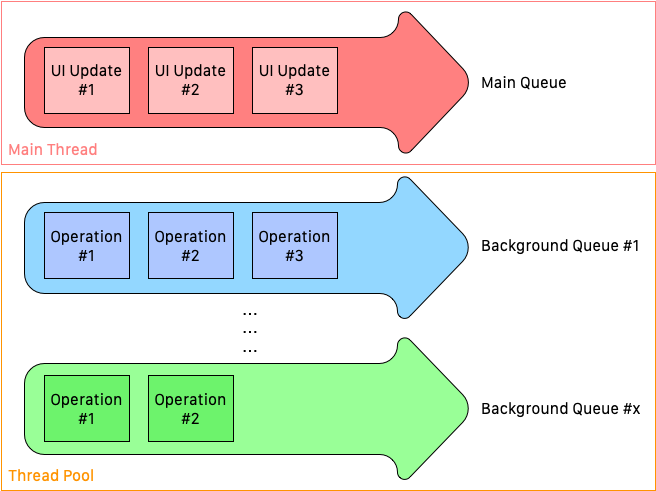 UI Update
#1
UI Update
#2
UI Update
#3
Main Queue
Main Thread
Operation
#1
Operation
#2
Operation
#3
Background Queue #1
...
...
...
Operation
#1
Operation
#2
Background Queue #x
Thread Pool